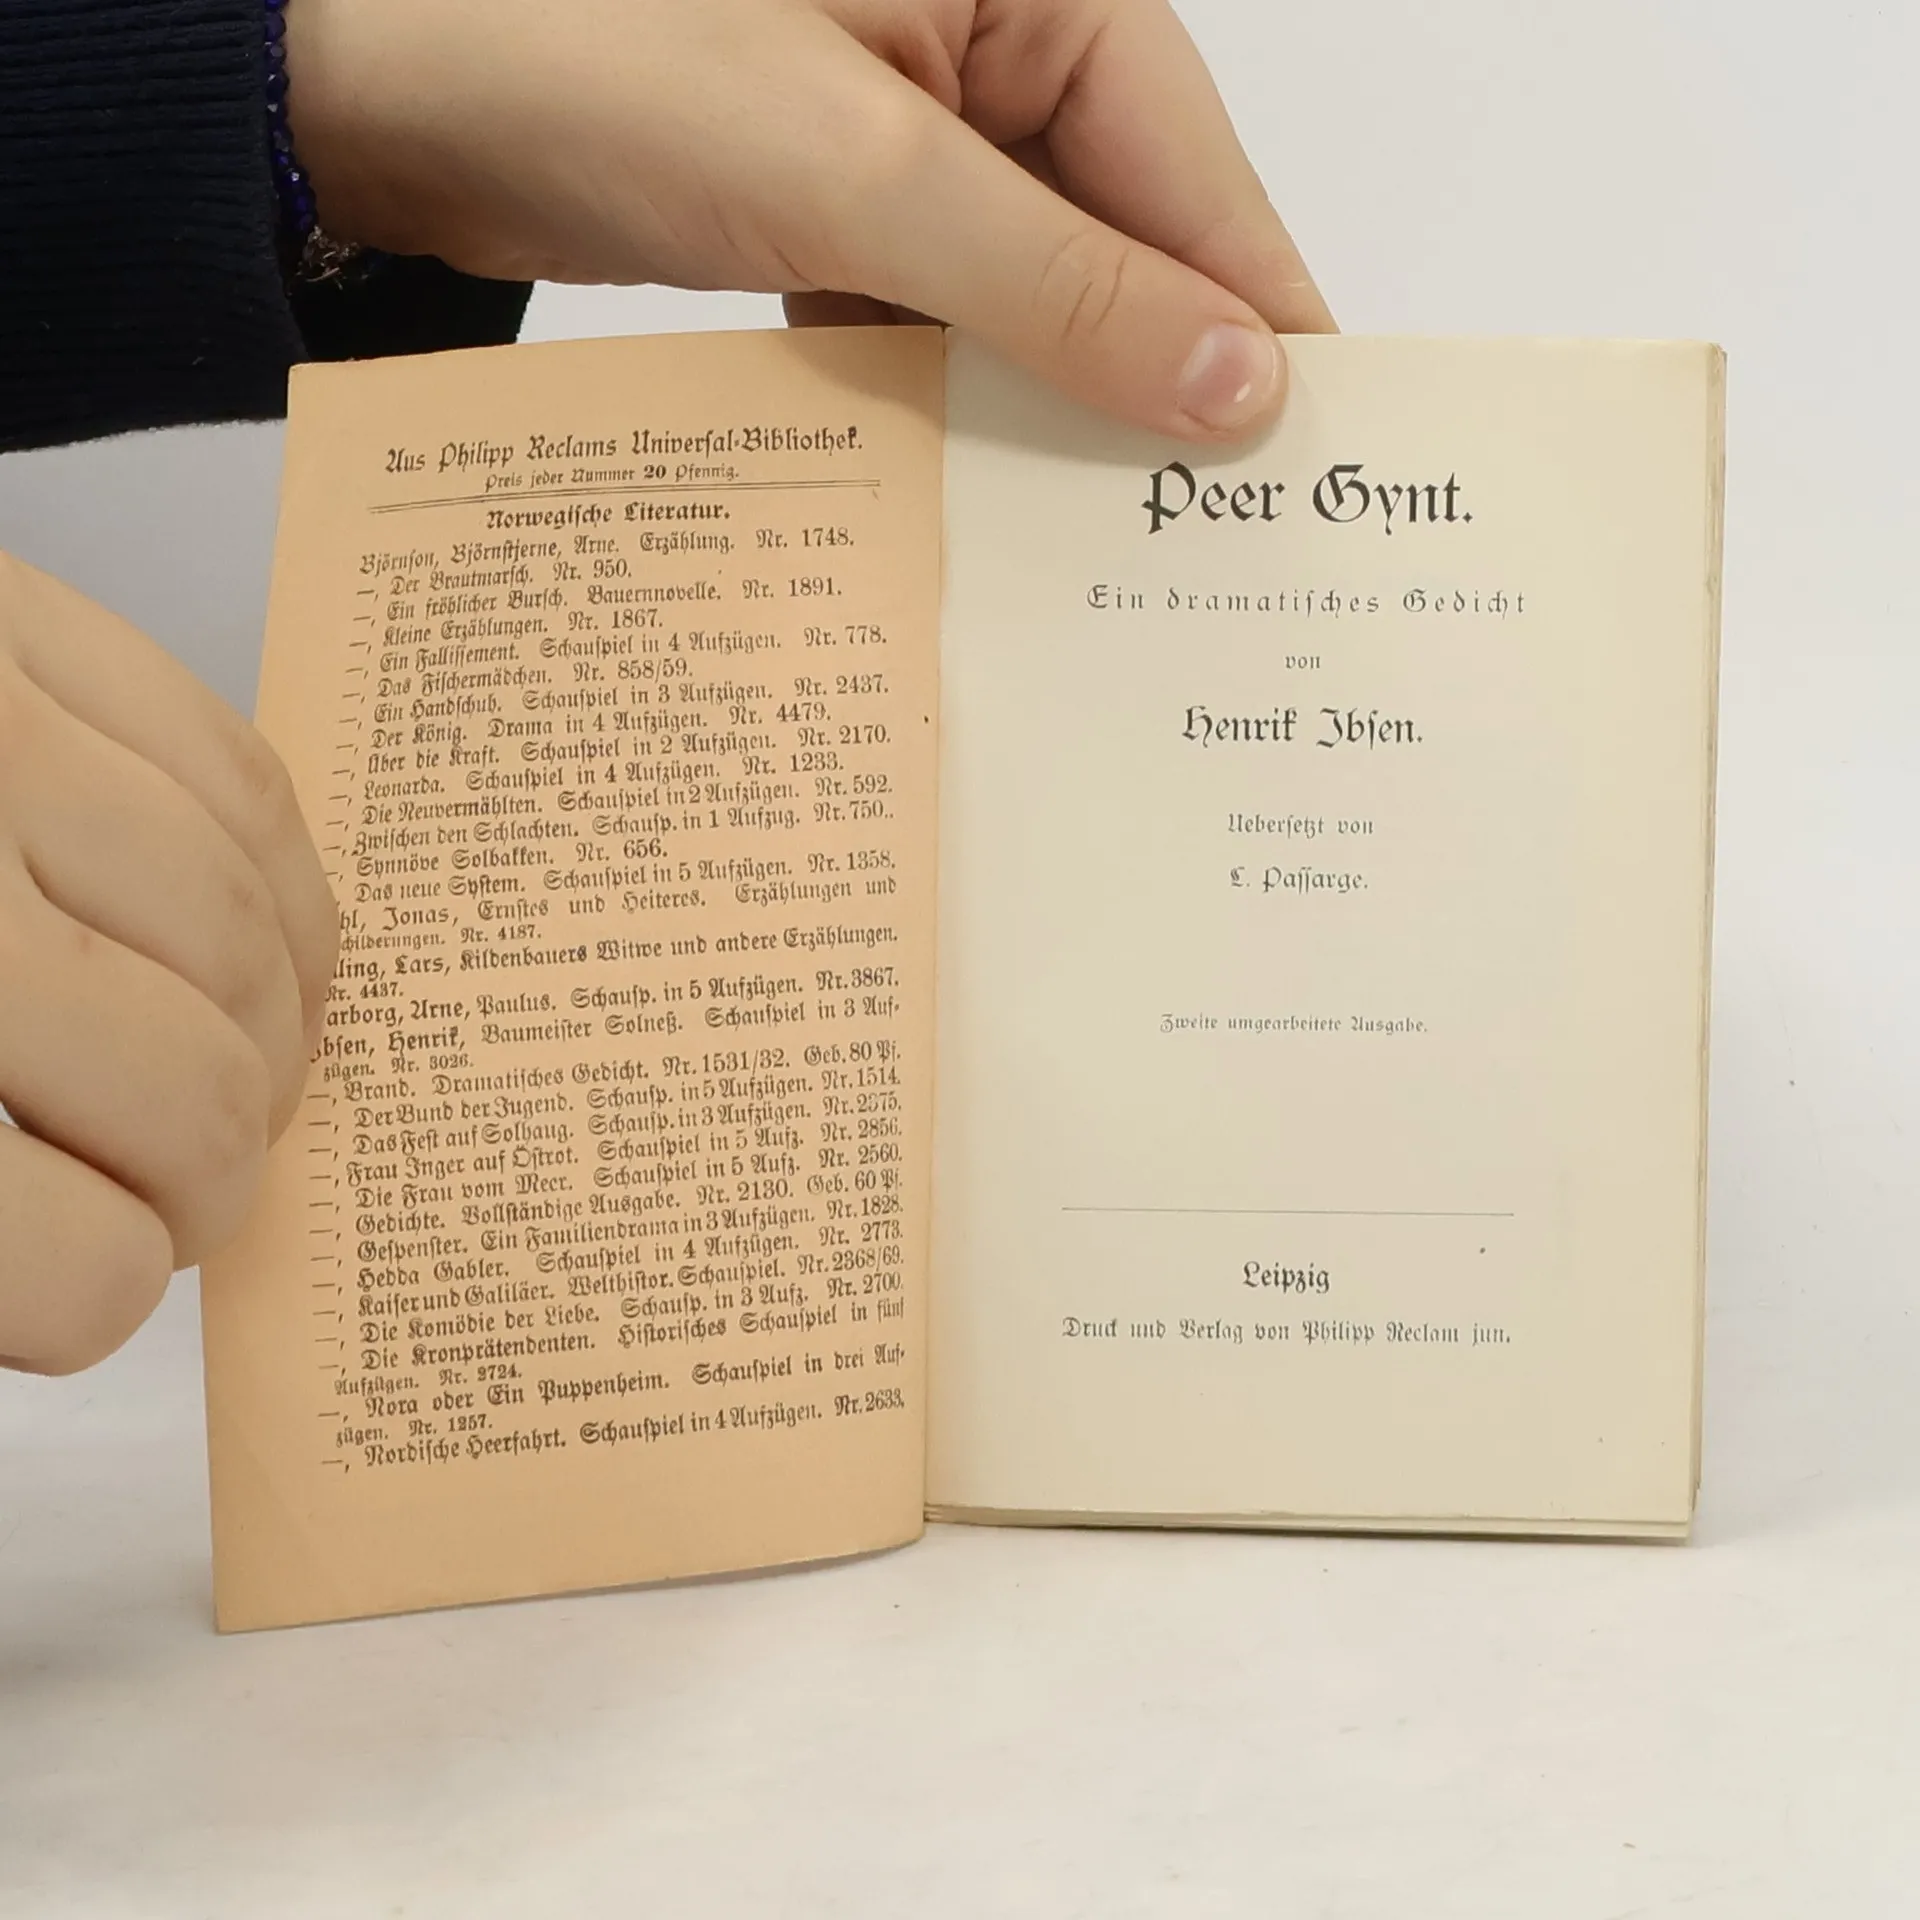 Aus Philipp Reclams Universal-Bibliothek.
Preis jeder Nummer 20 Pfennig.
Norwegische Literatur.
Björnson, Björnstjerne, Arne. Erzählung. Nr. 1748.
—, Der Brautmarsch. Nr. 950.
—, Ein fröhlicher Bursch. Bauernnovelle. Nr. 1891.
—, Kleine Erzählungen. Nr. 1867.
—, Ein Fallissement. Schauspiel in 4 Aufzügen. Nr. 778.
—, Das Fischermädchen. Nr. 858/59.
—, Ein Handschuh. Schauspiel in 3 Aufzügen. Nr. 2437.
—, Der König. Drama in 4 Aufzügen. Nr. 4479.
—, Über die Kraft. Schauspiel in 2 Aufzügen. Nr. 2170.
—, Leonarda. Schauspiel in 4 Aufzügen. Nr. 1233.
—, Die Neuvermählten. Schauspiel in 2 Aufzügen. Nr. 592.
—, Zwischen den Schlachten. Schausp. in 1 Aufzug. Nr. 750.
—, Synnöve Solbakken. Nr. 656.
, Das neue System. Schauspiel in 5 Aufzügen. Nr. 1358.
hl, Jonas, Ernstes und Heiteres. Erzählungen und
childerungen. Nr. 4187.
lling, Lars, Kildenbauers Witwe und andere Erzählungen.
Nr. 4437.
arborg, Arne, Paulus. Schausp. in 5 Aufzügen. Nr. 3867.
Ibsen, Henrik, Baumeister Solneß. Schauspiel in 3 Auf-
zügen. Nr. 3026.
—, Brand. Dramatisches Gedicht. Nr. 1531/32. Geb. 80 Pf.
—, Der Bund der Jugend. Schausp. in 5 Aufzügen. Nr. 1514.
—, Das Fest auf Solhaug. Schausp. in 3 Aufzügen. Nr. 2375.
—, Frau Inger auf Östrot. Schauspiel in 5 Aufz. Nr. 2856.
—, Die Frau vom Meer. Schauspiel in 5 Aufz. Nr. 2560.
—, Gedichte. Vollständige Ausgabe. Nr. 2130. Geb. 60 Pf.
—, Gespenster. Ein Familiendrama in 3 Aufzügen. Nr. 1828.
—, Hedda Gabler. Schauspiel in 4 Aufzügen. Nr. 2773.
—, Kaiser und Galiläer. Welthistor. Schauspiel. Nr. 2368/69.
—, Die Komödie der Liebe. Schausp. in 3 Aufz. Nr. 2700.
—, Die Kronprätendenten. Historisches Schauspiel in fünf
Aufzügen. Nr. 2724.
—, Nora oder Ein Puppenheim. Schauspiel in drei Auf-
zügen. Nr. 1257.
—, Nordische Heerfahrt. Schauspiel in 4 Aufzügen. Nr. 2633.
Peer Gynt.
Ein dramatisches Gedicht
von
Henrik Ibsen.
Uebersetzt von
L. Passarge.
Zweite umgearbeitete Ausgabe.
Leipzig
Druck und Verlag von Philipp Reclam jun.